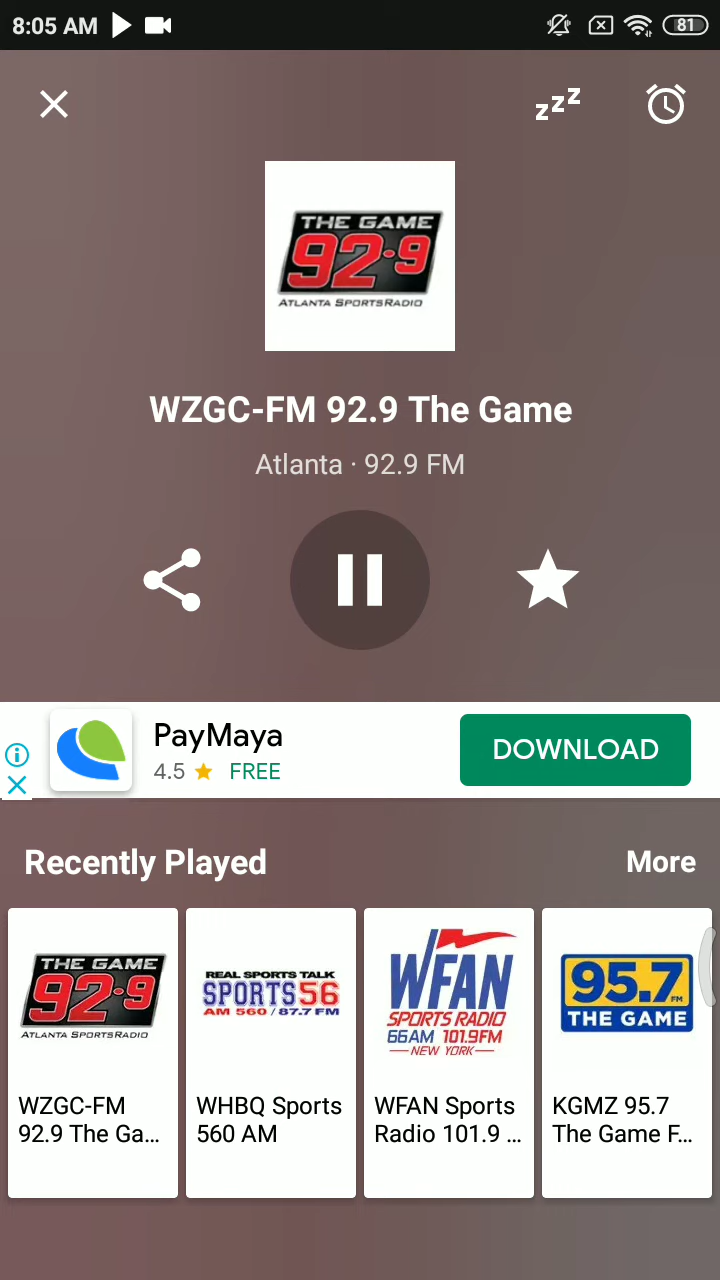 8:05 AM
81
zzz
THE GAME
92·9
ATLANTA SPORTSRADIO
WZGC-FM 92.9 The Game
Atlanta · 92.9 FM
PayMaya
4.5 ★ FREE
DOWNLOAD
Recently Played
More
THE GAME
92·9
ATLANTA SPORTSRADIO
WZGC-FM
92.9 The Ga...
REAL SPORTS TALK
SPORTS56
AM 560 / 87.7 FM
WHBQ Sports
560 AM
WFAN
SPORTS RADIO
66AM 101.9FM
NEW YORK
WFAN Sports
Radio 101.9 ...
95.7 FM
THE GAME
KGMZ 95.7
The Game F...